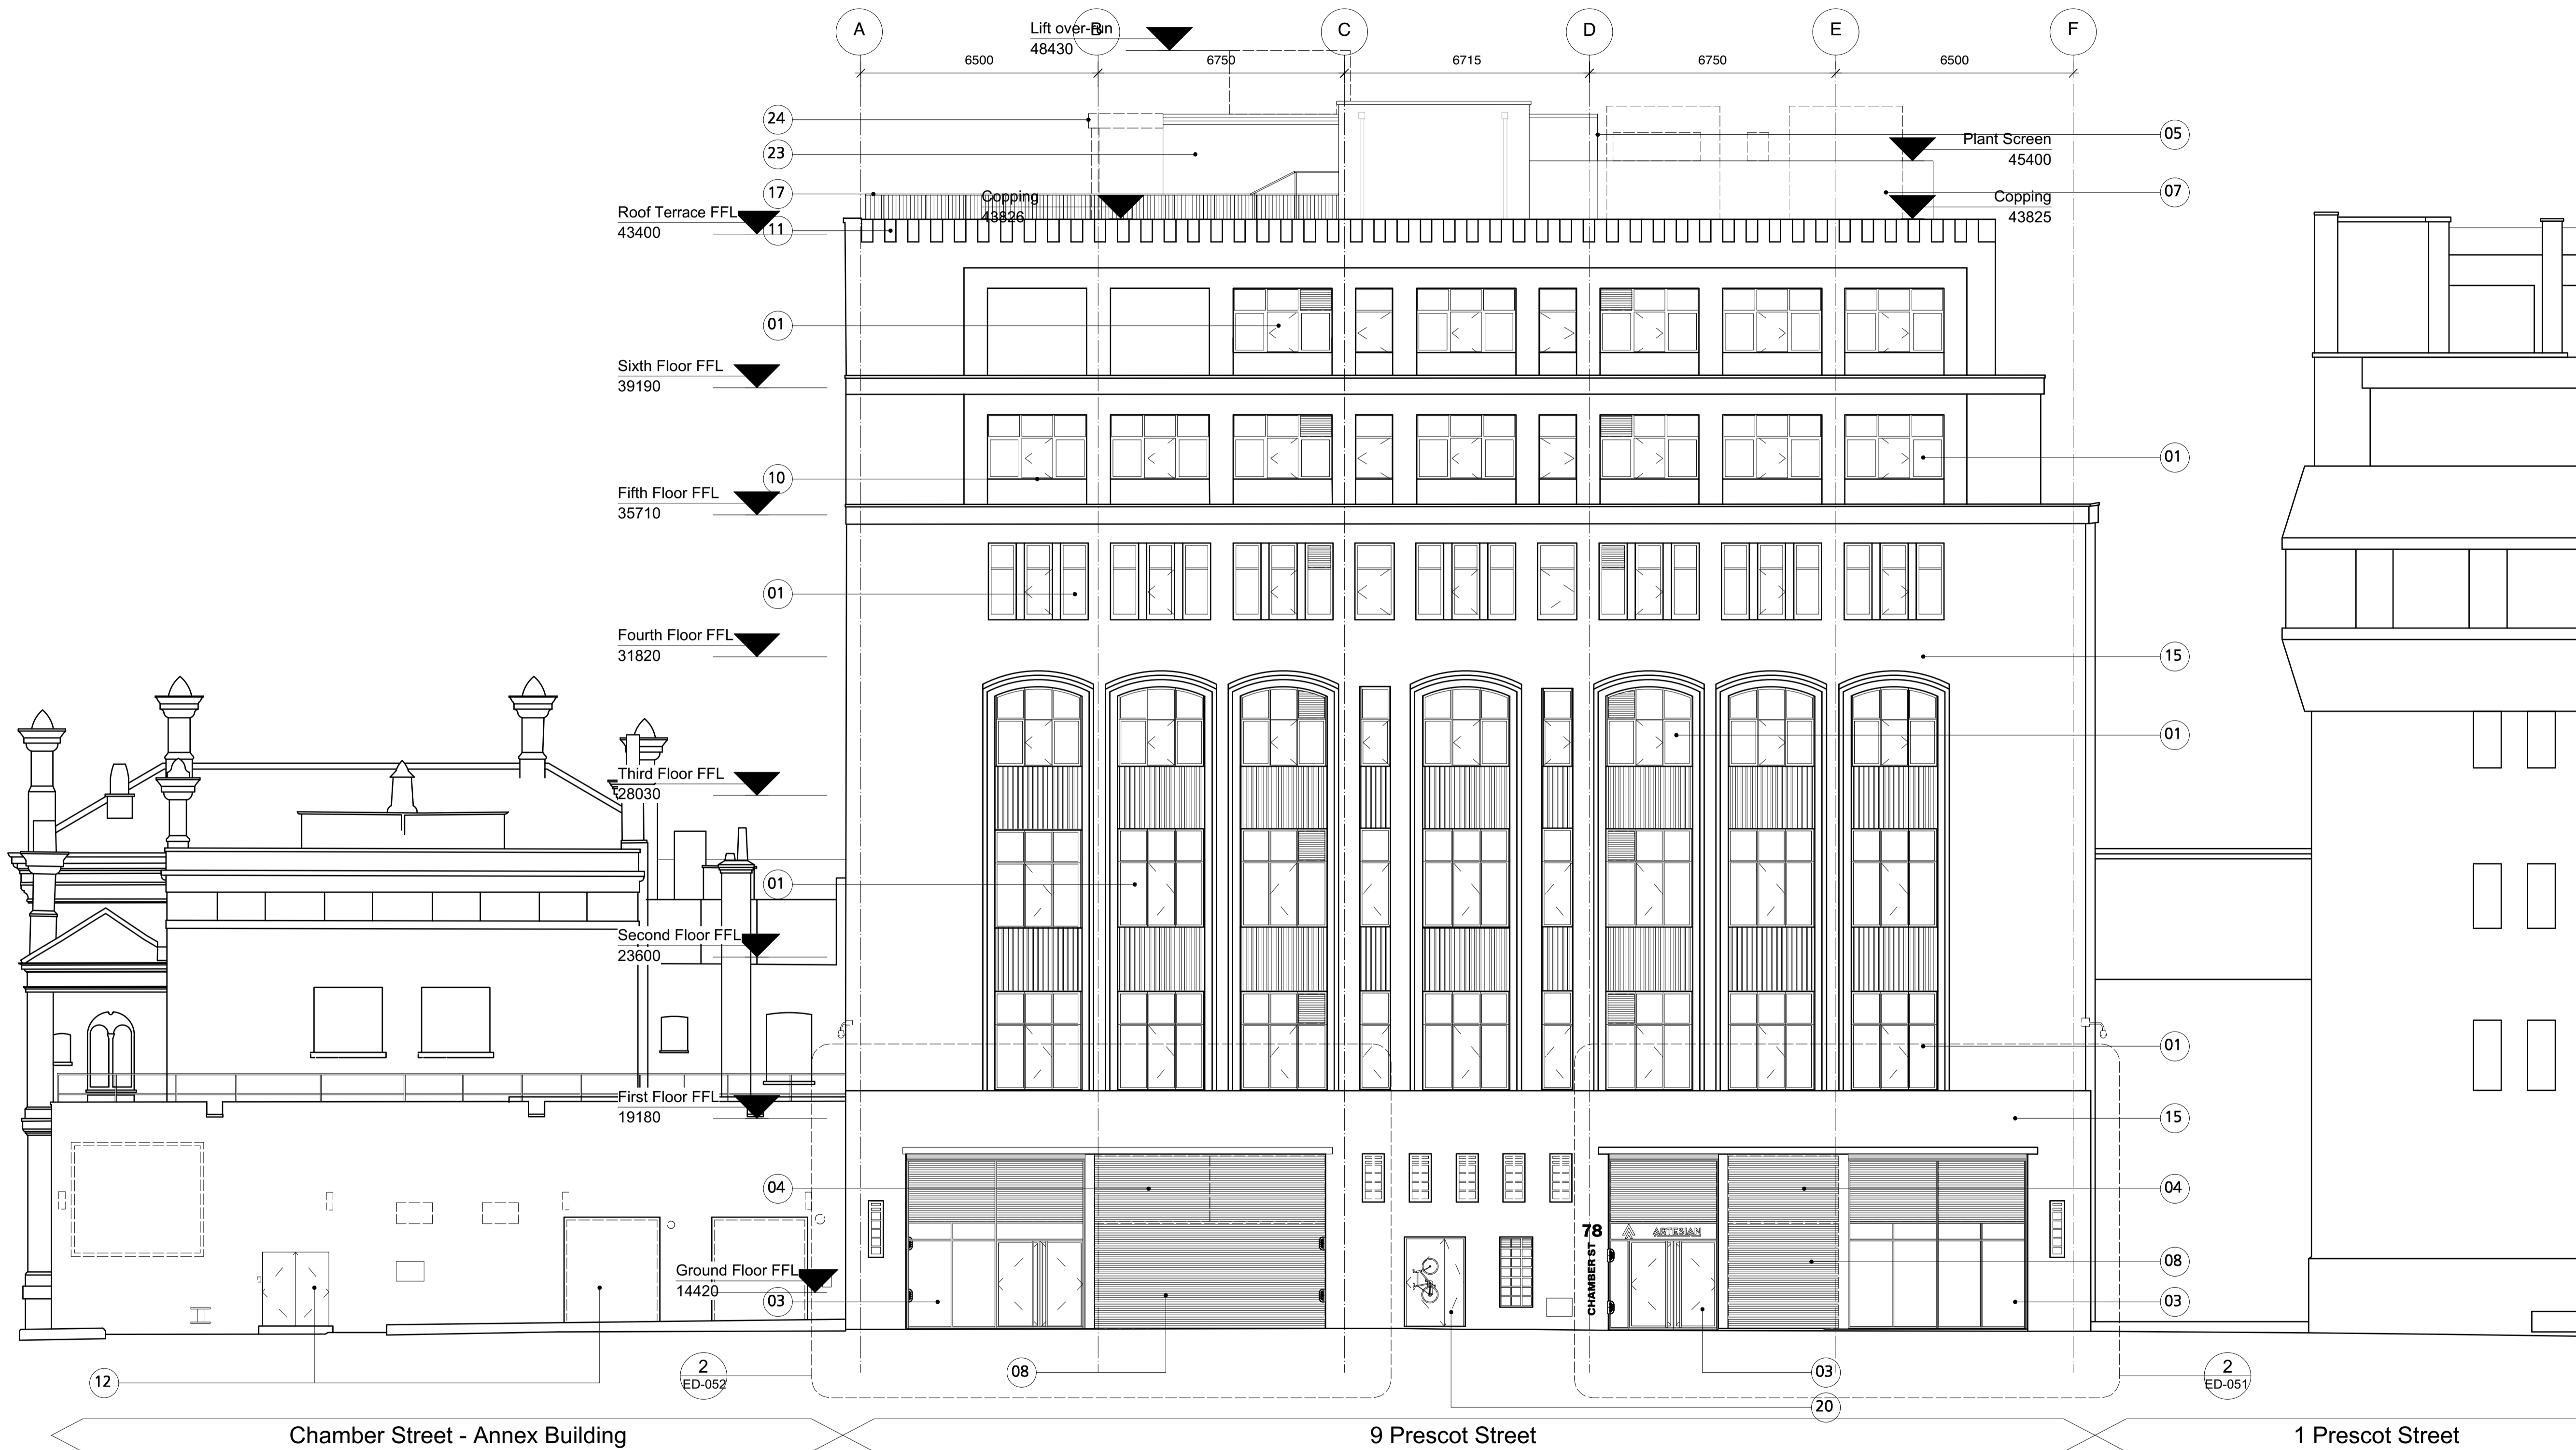 A
Lift over-run
48430
B
C
D
E
F
6500
6750
6715
6750
6500
24
05
Plant Screen
45400
23
17
07
Copping
43826
Copping
43825
Roof Terrace FFL
43400
11
01
Sixth Floor FFL
39190
01
10
Fifth Floor FFL
35710
01
Fourth Floor FFL
31820
15
01
Third Floor FFL
28030
01
Second Floor FFL
23600
01
First Floor FFL
19180
15
04
04
78
ARTESIAN
CHAMBER ST
08
Ground Floor FFL
14420
03
03
2
ED-052
08
03
2
ED-051
12
20
Chamber Street - Annex Building
9 Prescot Street
1 Prescot Street